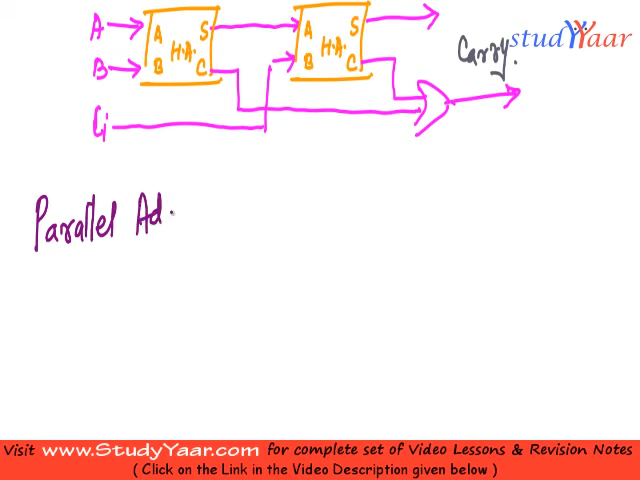 A A S A S
H.A. H.A.
B B C B C
Ci
Carry.
studYYaar
Parallel Ad
Visit www.StudyYaar.com for complete set of Video Lessons & Revision Notes
( Click on the Link in the Video Description given below )